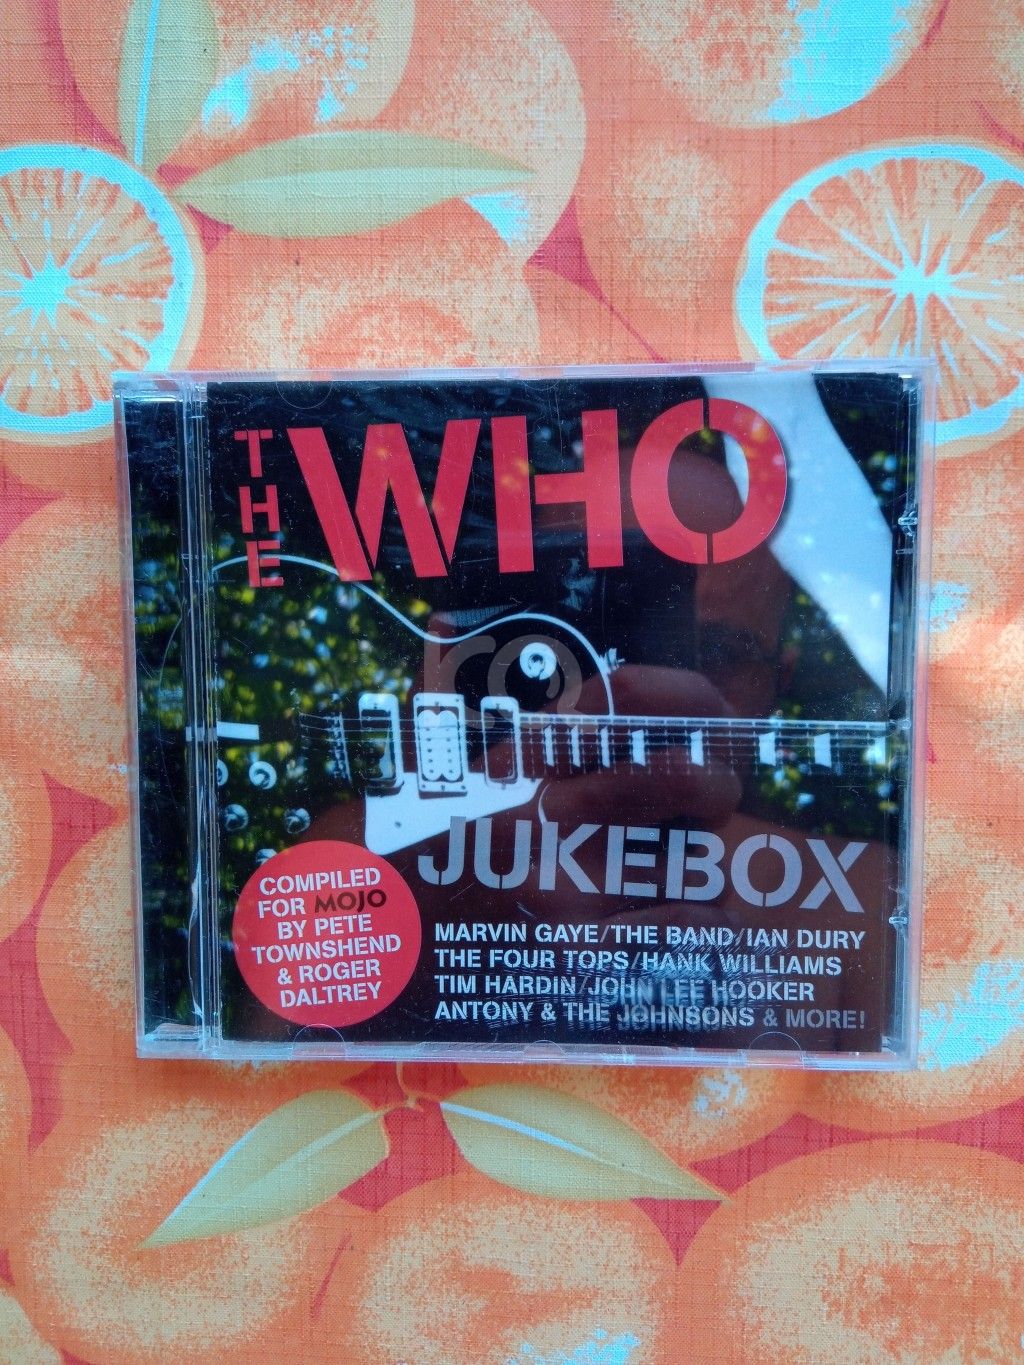 THE WHO
JUKEBOX
COMPILED
FOR MOJO
BY PETE
TOWNSHEND
& ROGER
DALTREY
MARVIN GAYE/THE BAND/IAN DURY
THE FOUR TOPS/HANK WILLIAMS
TIM HARDIN/JOHN LEE HOOKER
ANTONY & THE JOHNSONS & MORE!